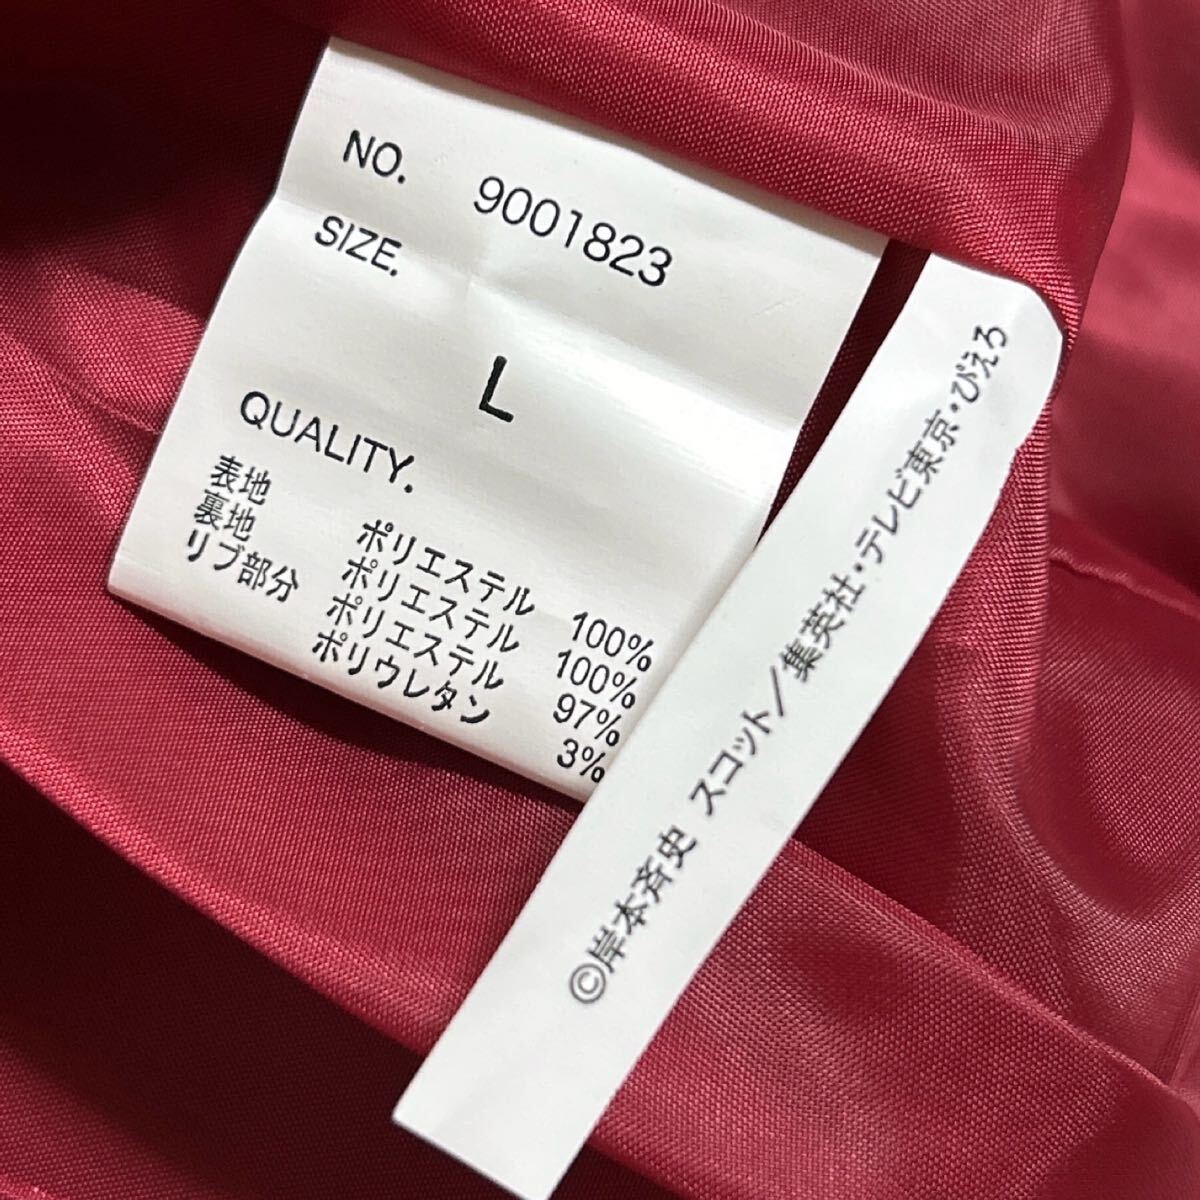 NO. 9001823
SIZE.
L
QUALITY.
表地 ポリエステル 100%
裏地 ポリエステル 100%
リブ部分 ポリエステル 97%
ポリウレタン 3%
©岸本斉史 スコット/集英社・テレビ東京・ぴえろ